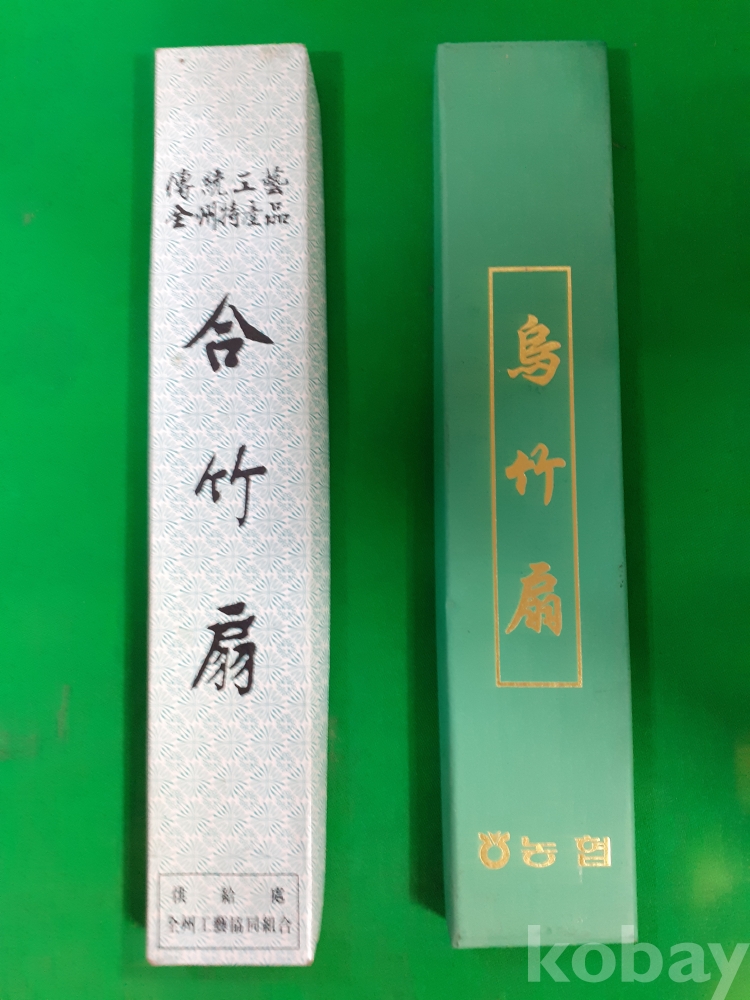 傳統工藝
全州特產品
合竹扇
供給處
全州工藝協同組合
烏竹扇
농협
kobay